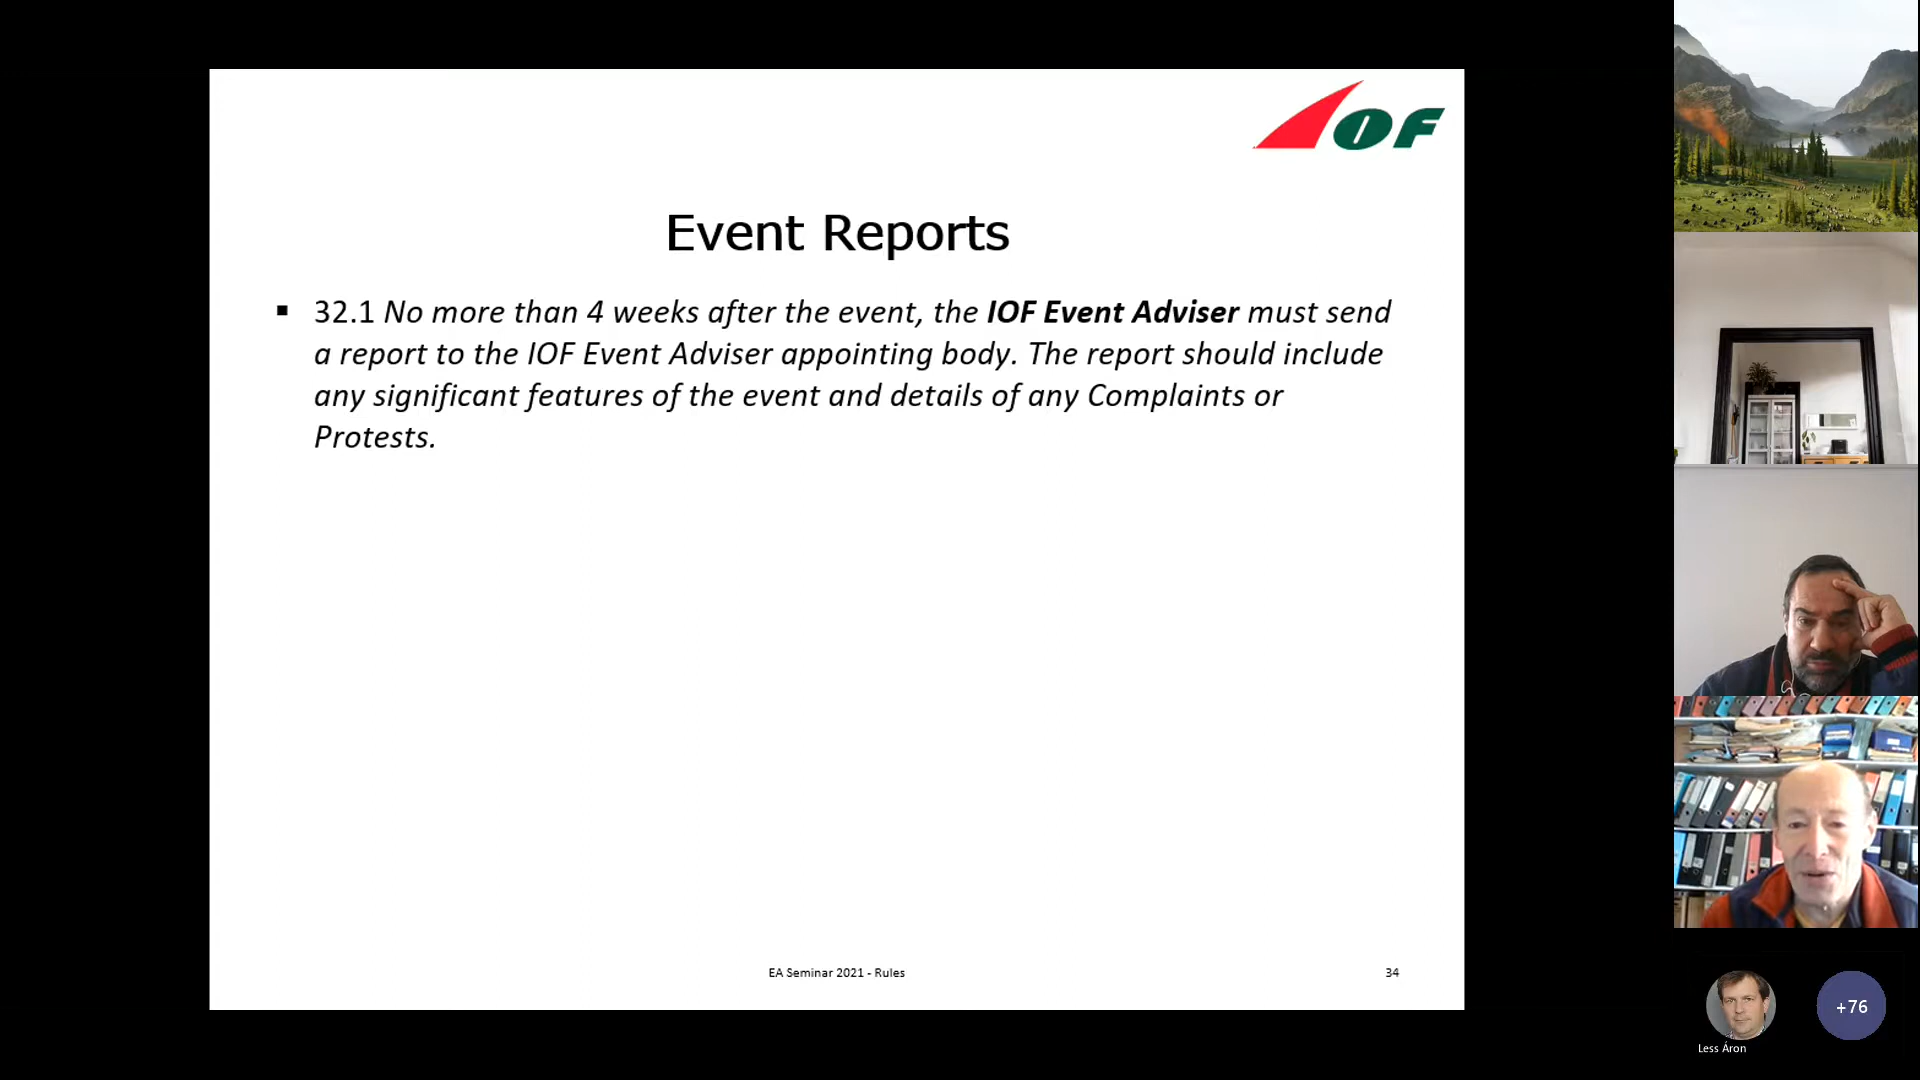 IOF
Event Reports
▪ 32.1 No more than 4 weeks after the event, the IOF Event Adviser must send
a report to the IOF Event Adviser appointing body. The report should include
any significant features of the event and details of any Complaints or
Protests.
EA Seminar 2021 - Rules
34
+76
Less Áron